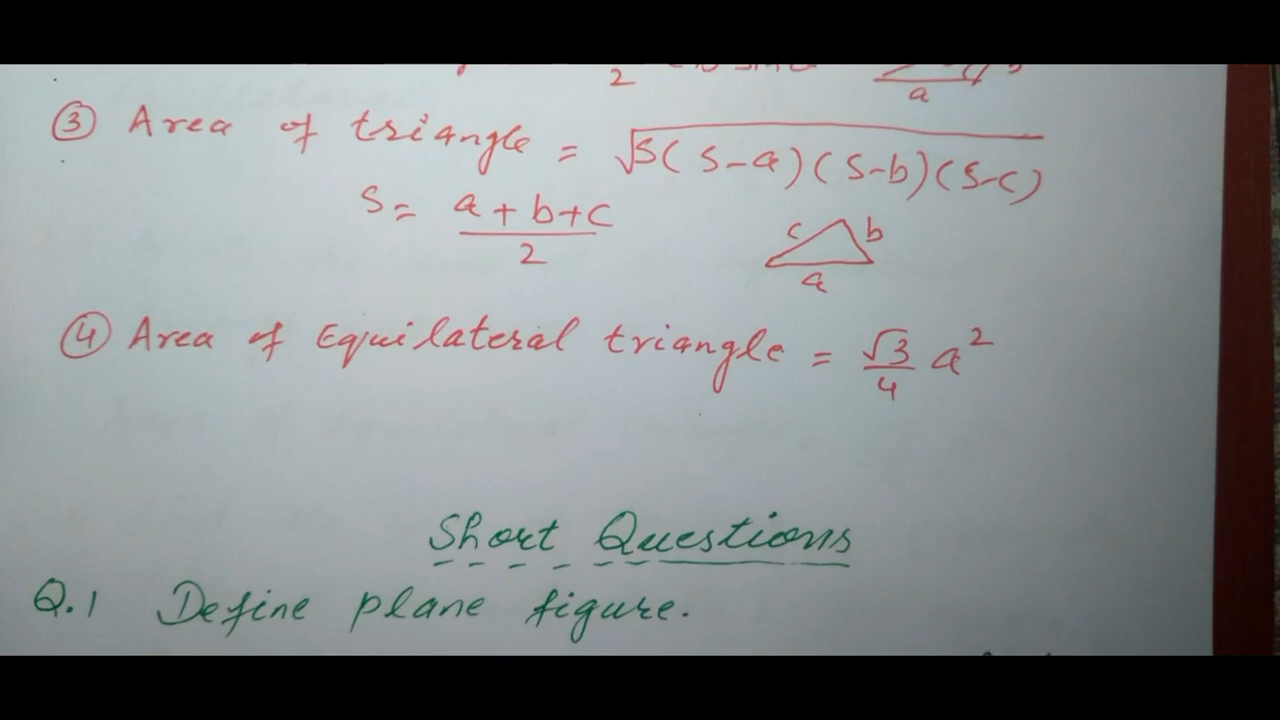 2
a
③ Area of triangle = √S(S-a)(S-b)(S-c)
S = a+b+c/2
c b
a
④ Area of Equilateral triangle = √3/4 a²
Short Questions
Q.1 Define plane figure.